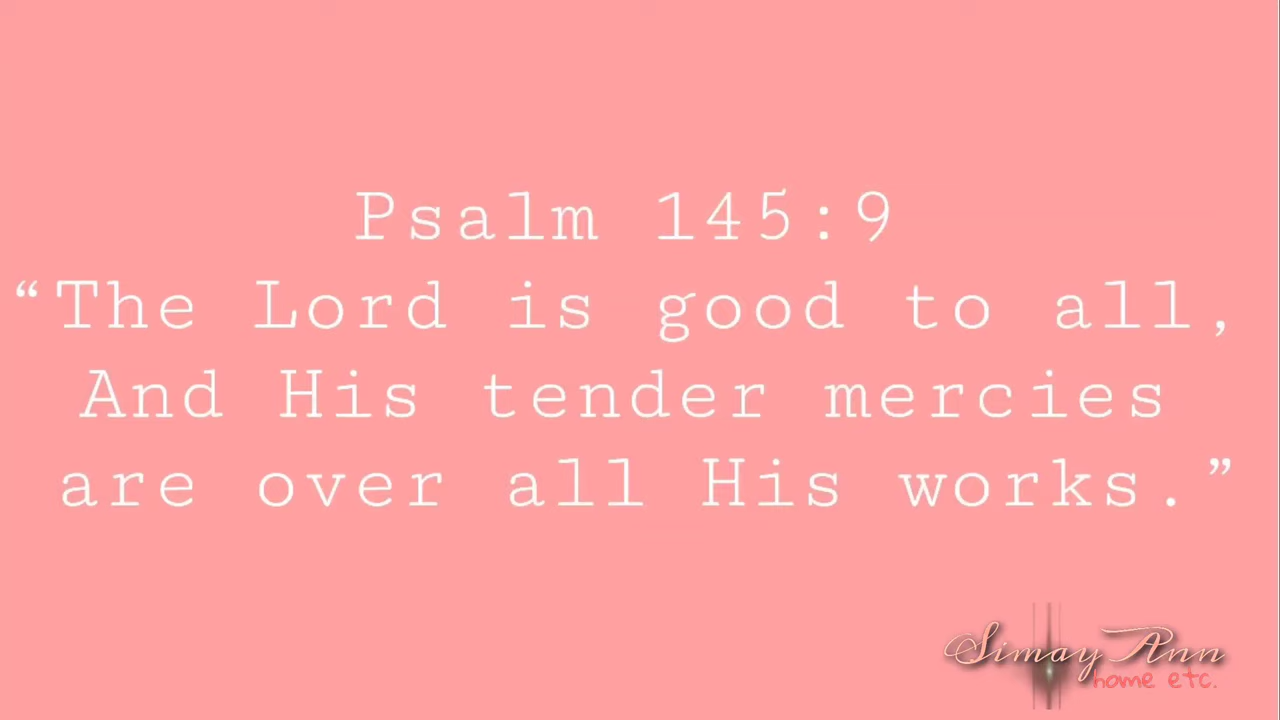 Psalm 145:9
“The Lord is good to all,
And His tender mercies
are over all His works.”
Simay Ann
home etc.